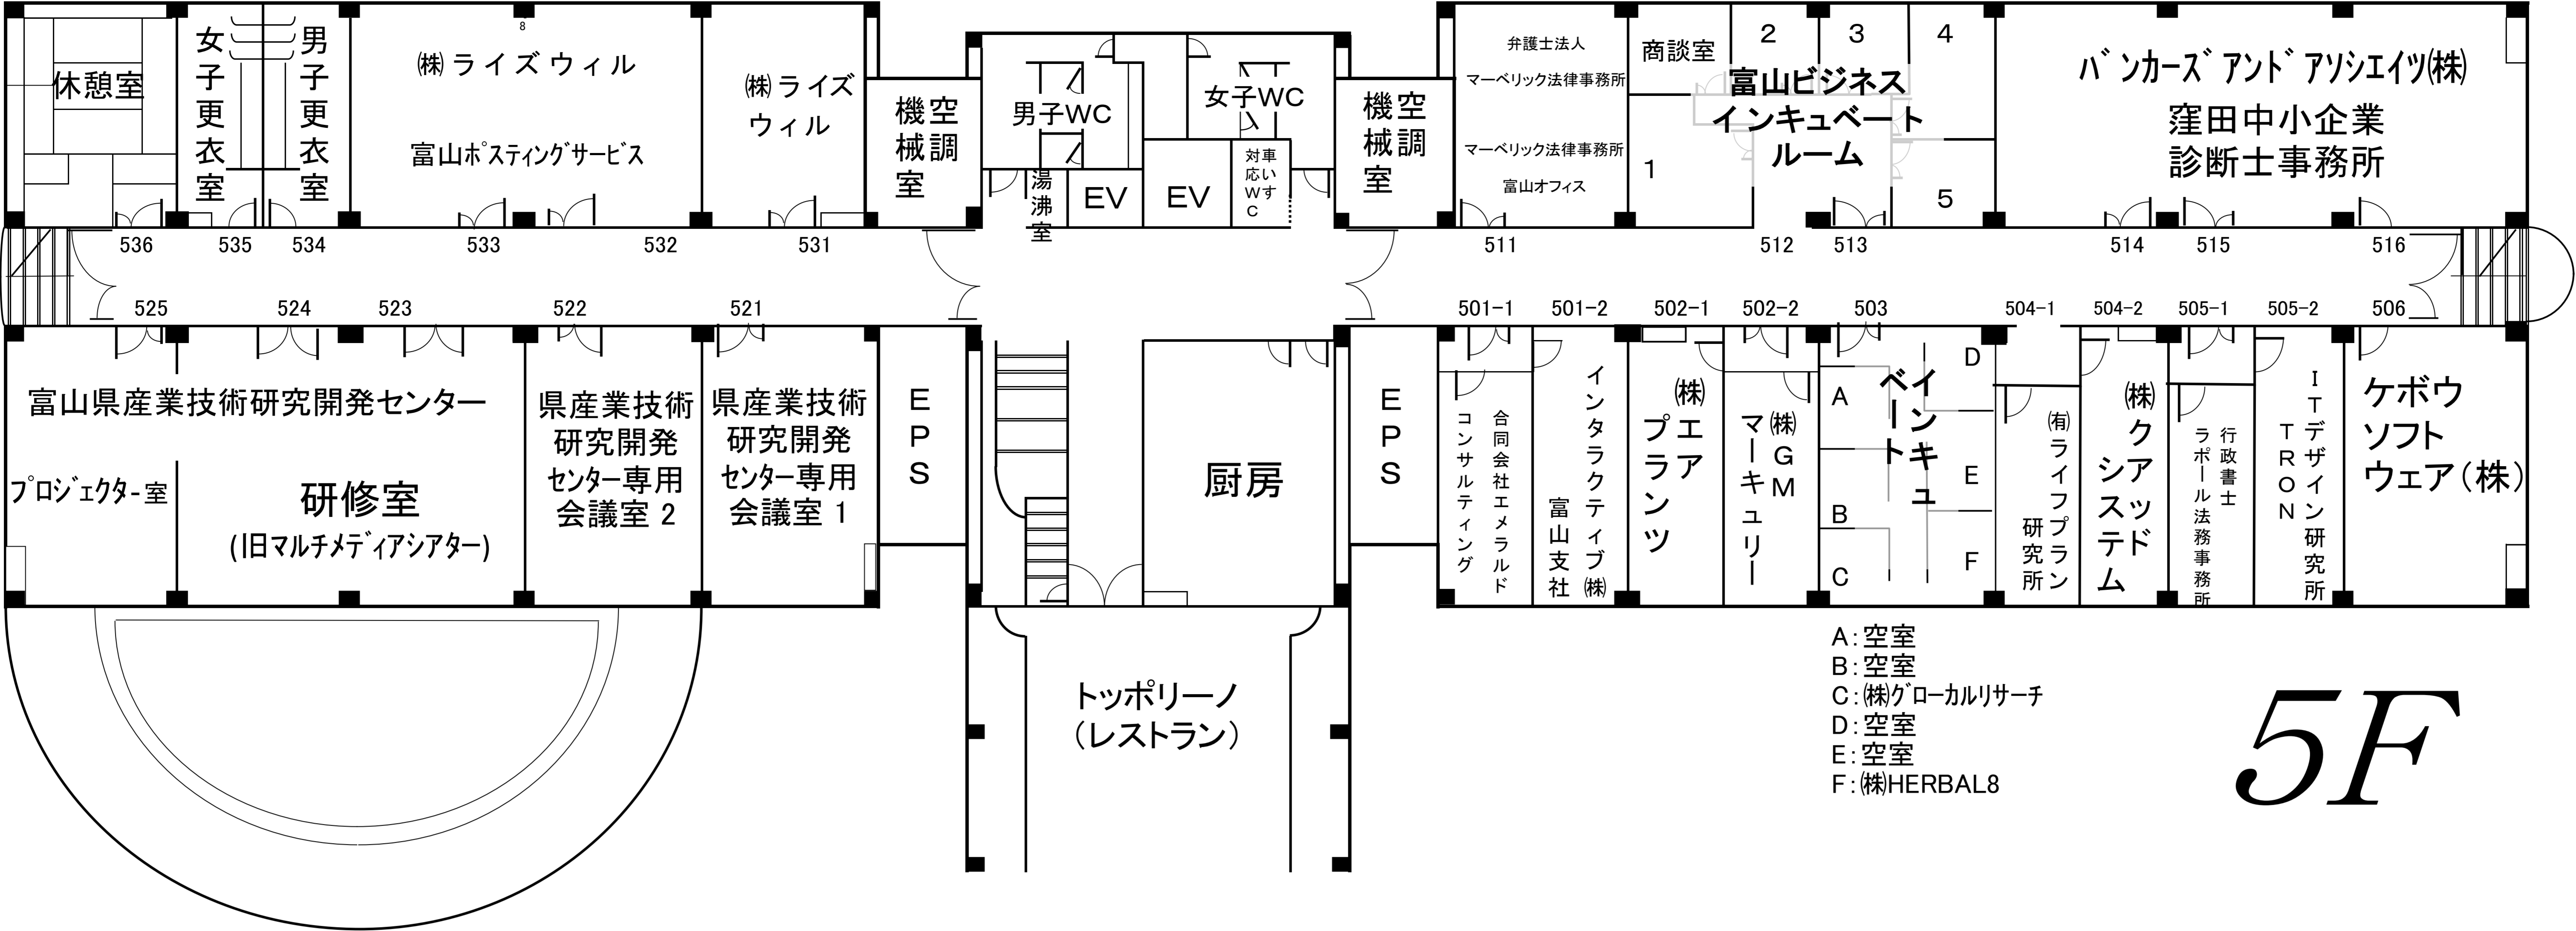 8
休憩室
女子更衣室
男子更衣室
㈱ライズウィル
富山ポスティングサービス
㈱ライズ
ウィル
空調
機械室
男子WC
女子WC
湯沸室
EV
EV
車いす
対応WC
空調
機械室
弁護士法人
マーベリック法律事務所
マーベリック法律事務所
富山オフィス
商談室
1
2
3
4
5
富山ビジネス
インキュベート
ルーム
バンカーズアンドアソシエイツ㈱
窪田中小企業
診断士事務所
536
535
534
533
532
531
511
512
513
514
515
516
525
524
523
522
521
501-1
501-2
502-1
502-2
503
504-1
504-2
505-1
505-2
506
富山県産業技術研究開発センター
プロジェクター室
研修室
(旧マルチメディアシアター)
県産業技術
研究開発
センター専用
会議室 2
県産業技術
研究開発
センター専用
会議室 1
EPS
厨房
EPS
合同会社エメラルド
コンサルティング
インタラクティブ㈱
富山支社
㈱エア
プランツ
㈱GM
マーキュリー
インキュ
ベート
A
B
C
D
E
F
㈲ライフプラン
研究所
㈱クアッド
システム
行政書士
ラポール法務事務所
ITデザイン研究所
TRON
ケボウ
ソフト
ウェア(株)
トッポリーノ
(レストラン)
A:空室
B:空室
C:㈱グローカルリサーチ
D:空室
E:空室
F:㈱HERBAL8
5F